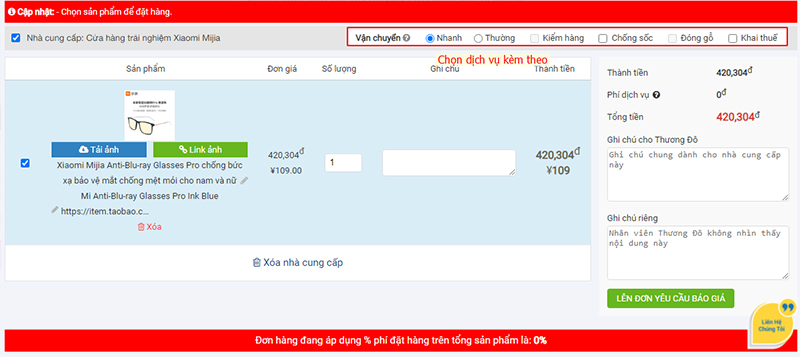 Cập nhật: - Chọn sản phẩm để đặt hàng.
Nhà cung cấp: Cửa hàng trải nghiệm Xiaomi Mijia
Vận chuyển Nhanh Thường Kiểm hàng Chống sốc Đóng gỗ Khai thuế
Chọn dịch vụ kèm theo
Sản phẩm Đơn giá Số lượng Ghi chú Thành tiền
Tải ảnh Link ảnh
Xiaomi Mijia Anti-Blu-ray Glasses Pro chống bức
xạ bảo vệ mắt chống mệt mỏi cho nam và nữ
Mi Anti-Blu-ray Glasses Pro Ink Blue
https://item.taobao.c...
Xóa
420,304đ
¥109.00
1
420,304đ
¥109
Xóa nhà cung cấp
Thành tiền 420,304đ
Phí dịch vụ 0đ
Tổng tiền 420,304đ
Ghi chú cho Thương Đô
Ghi chú chung dành cho nhà cung cấp
này
Ghi chú riêng
Nhân viên Thương Đô không nhìn thấy
nội dung này
LÊN ĐƠN YÊU CẦU BÁO GIÁ
Liên Hệ
Chúng Tôi
Đơn hàng đang áp dụng % phí đặt hàng trên tổng sản phẩm là: 0%